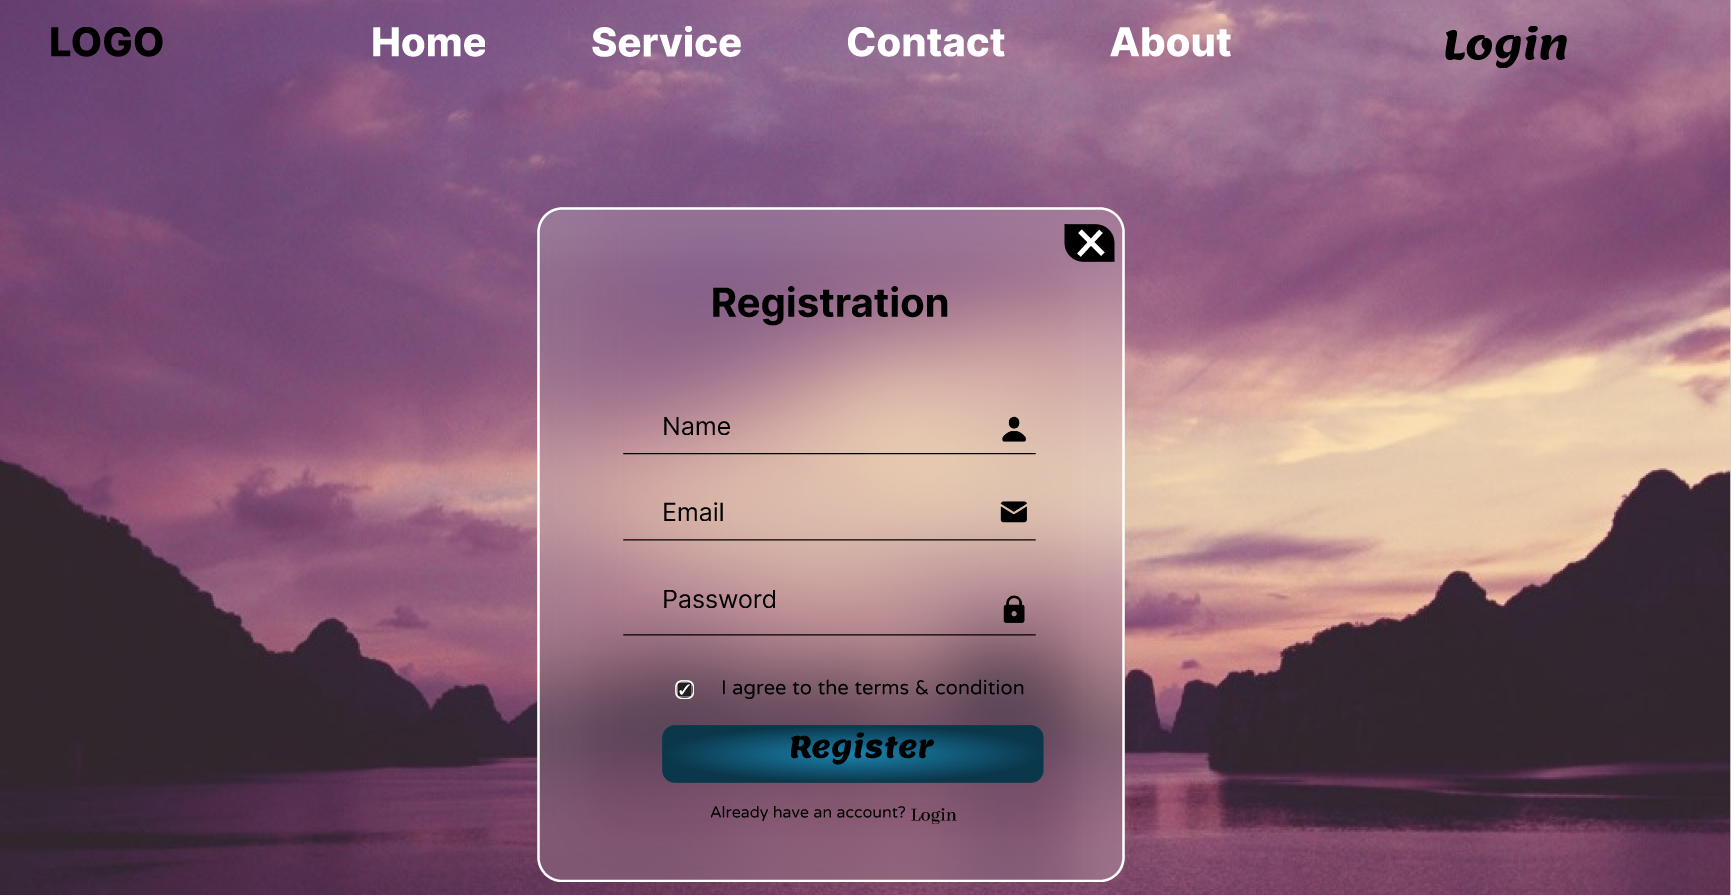 LOGO Home Service Contact About Login
Registration
Name
Email
Password
I agree to the terms & condition
Register
Already have an account? Login